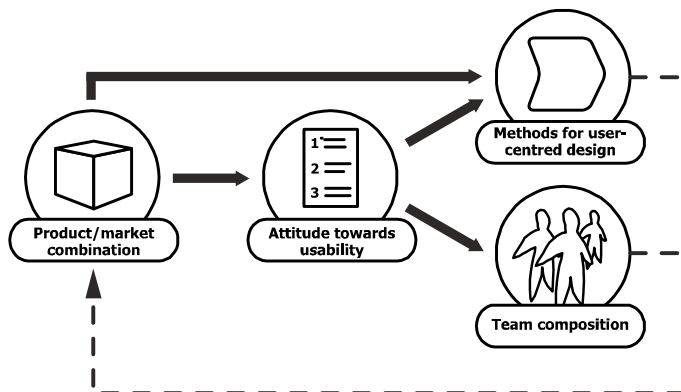 Methods for user-
centred design
1
2
3
Product/market
combination
Attitude towards
usability
Team composition